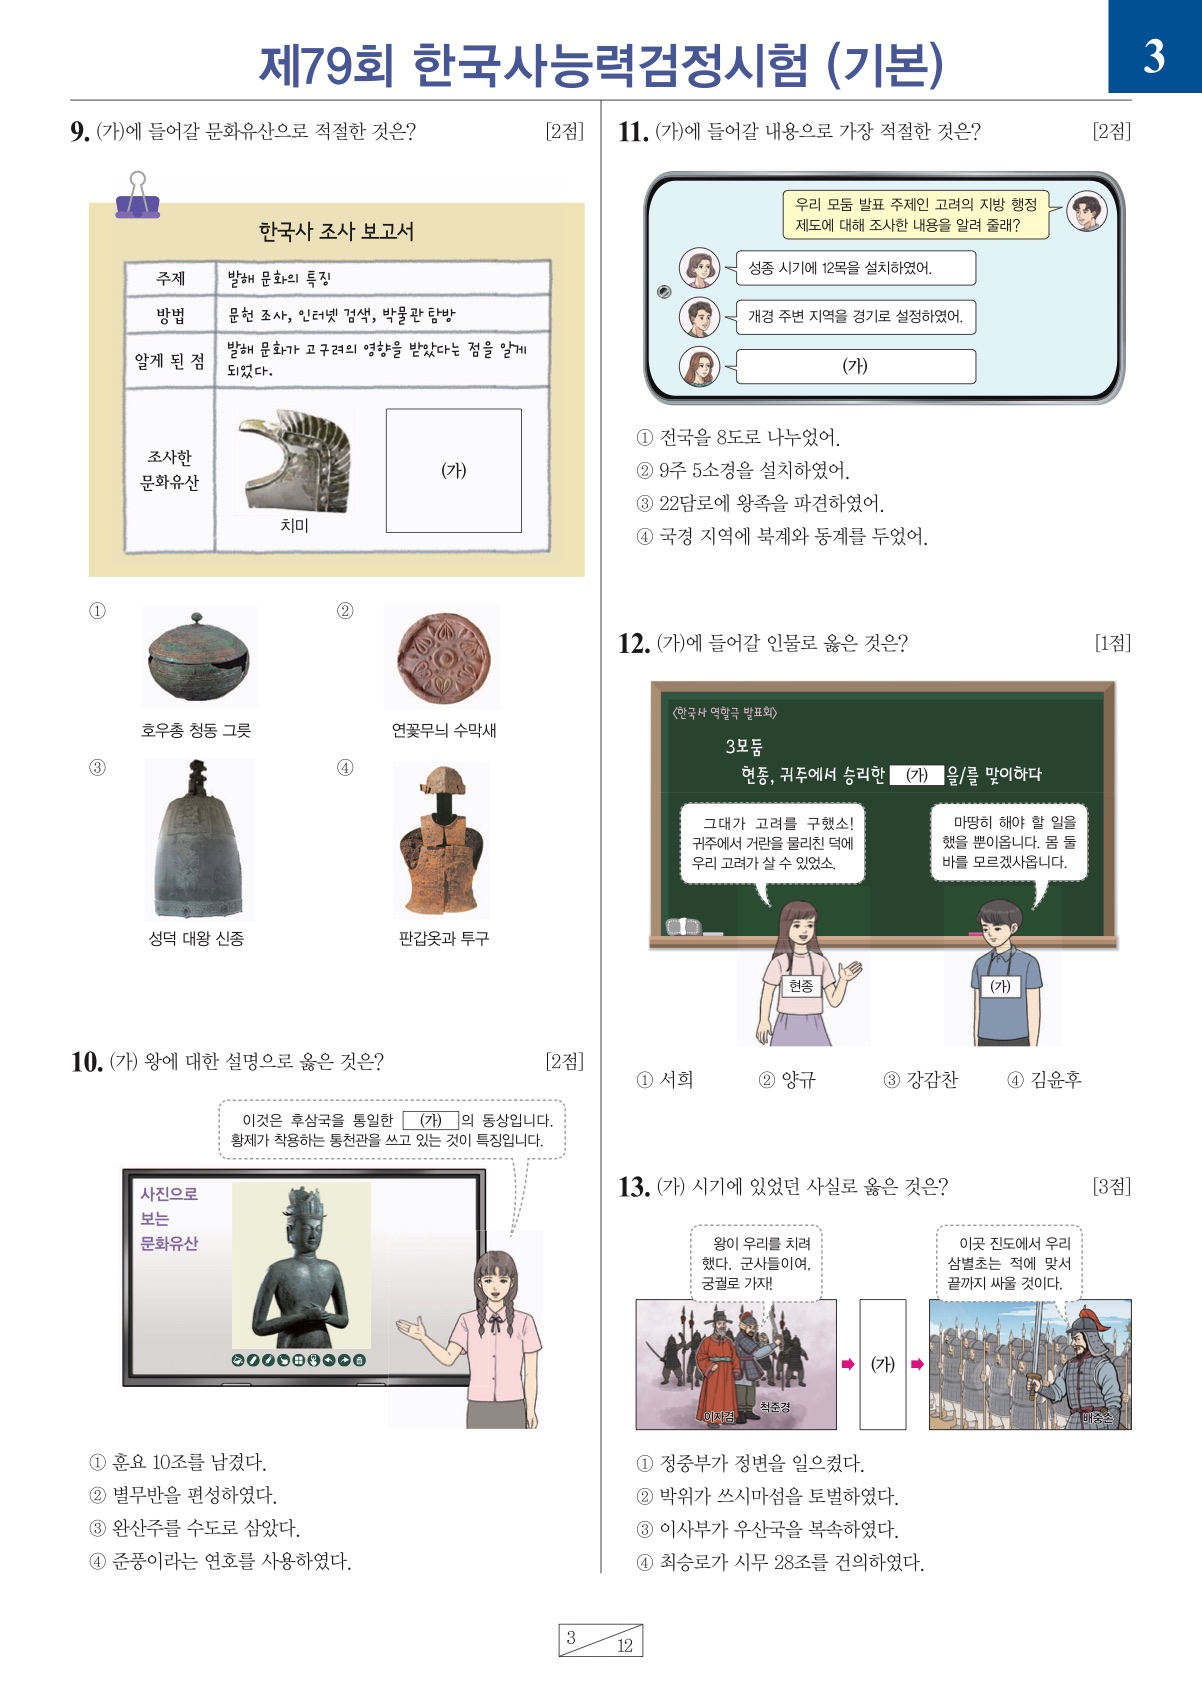 제79회 한국사능력검정시험 (기본)
3
9. (가)에 들어갈 문화유산으로 적절한 것은? [2점]
한국사 조사 보고서
주제 발해 문화의 특징
방법 문헌 조사, 인터넷 검색, 박물관 탐방
알게 된 점 발해 문화가 고구려의 영향을 받았다는 점을 알게
되었다.
조사한
문화유산
치미
(가)
①
호우총 청동 그릇
②
연꽃무늬 수막새
③
성덕 대왕 신종
④
판갑옷과 투구
10. (가) 왕에 대한 설명으로 옳은 것은? [2점]
이것은 후삼국을 통일한 (가) 의 동상입니다.
황제가 착용하는 통천관을 쓰고 있는 것이 특징입니다.
사진으로
보는
문화유산
① 훈요 10조를 남겼다.
② 별무반을 편성하였다.
③ 완산주를 수도로 삼았다.
④ 준풍이라는 연호를 사용하였다.
11. (가)에 들어갈 내용으로 가장 적절한 것은? [2점]
우리 모둠 발표 주제인 고려의 지방 행정
제도에 대해 조사한 내용을 알려 줄래?
성종 시기에 12목을 설치하였어.
개경 주변 지역을 경기로 설정하였어.
(가)
① 전국을 8도로 나누었어.
② 9주 5소경을 설치하였어.
③ 22담로에 왕족을 파견하였어.
④ 국경 지역에 북계와 동계를 두었어.
12. (가)에 들어갈 인물로 옳은 것은? [1점]
〈한국사 역할극 발표회〉
3모둠
현종, 귀주에서 승리한 (가) 을/를 맞이하다
그대가 고려를 구했소!
귀주에서 거란을 물리친 덕에
우리 고려가 살 수 있었소.
마땅히 해야 할 일을
했을 뿐이옵니다. 몸 둘
바를 모르겠사옵니다.
현종
(가)
① 서희 ② 양규 ③ 강감찬 ④ 김윤후
13. (가) 시기에 있었던 사실로 옳은 것은? [3점]
왕이 우리를 치려
했다. 군사들이여,
궁궐로 가자!
이자겸
척준경
(가)
이곳 진도에서 우리
삼별초는 적에 맞서
끝까지 싸울 것이다.
배중손
① 정중부가 정변을 일으켰다.
② 박위가 쓰시마섬을 토벌하였다.
③ 이사부가 우산국을 복속하였다.
④ 최승로가 시무 28조를 건의하였다.
3
12